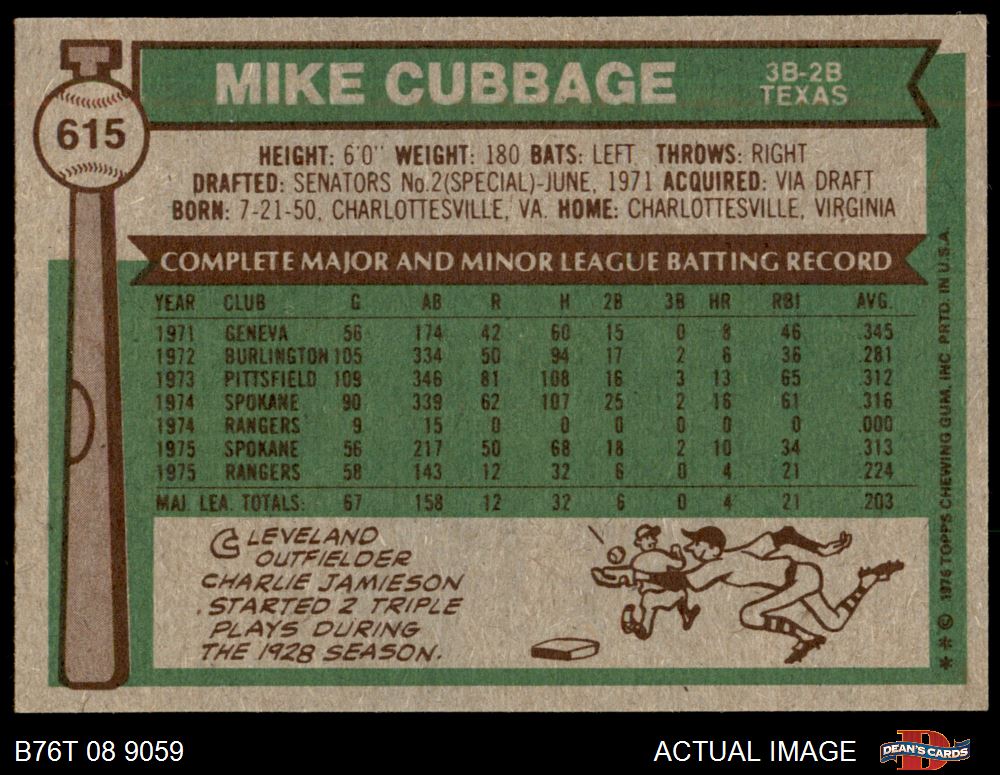 615
MIKE CUBBAGE
3B-2B
TEXAS
HEIGHT: 6'0" WEIGHT: 180 BATS: LEFT THROWS: RIGHT
DRAFTED: SENATORS No.2(SPECIAL)-JUNE, 1971 ACQUIRED: VIA DRAFT
BORN: 7-21-50, CHARLOTTESVILLE, VA. HOME: CHARLOTTESVILLE, VIRGINIA
COMPLETE MAJOR AND MINOR LEAGUE BATTING RECORD
YEAR CLUB G AB R H 2B 3B HR RBI AVG.
1971 GENEVA 56 174 42 60 15 0 8 46 .345
1972 BURLINGTON 105 334 50 94 17 2 6 36 .281
1973 PITTSFIELD 109 346 81 108 16 3 13 65 .312
1974 SPOKANE 90 339 62 107 25 2 16 61 .316
1974 RANGERS 9 15 0 0 0 0 0 0 .000
1975 SPOKANE 56 217 50 68 18 2 10 34 .313
1975 RANGERS 58 143 12 32 6 0 4 21 .224
MAJ. LEA. TOTALS: 67 158 12 32 6 0 4 21 .203
CLEVELAND
OUTFIELDER
CHARLIE JAMIESON
STARTED 2 TRIPLE
PLAYS DURING
THE 1928 SEASON.
** © 1976 TOPPS CHEWING GUM, INC. PRTD. IN U.S.A.
B76T 08 9059
ACTUAL IMAGE
D
DEAN'S CARDS